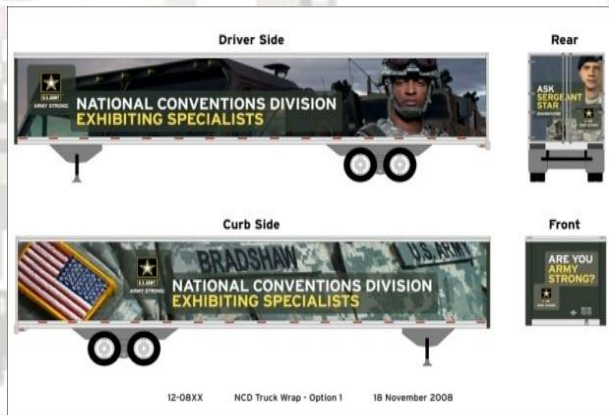 Driver Side
Rear
U.S.ARMY
ARMY STRONG
NATIONAL CONVENTIONS DIVISION
EXHIBITING SPECIALISTS
ASK
SERGEANT
STAR
Curb Side
Front
BRADSHAW
U.S. ARMY
U.S.ARMY
ARMY STRONG
NATIONAL CONVENTIONS DIVISION
EXHIBITING SPECIALISTS
ARE YOU
ARMY
STRONG?
12-08XX NCD Truck Wrap - Option 1 18 November 2008